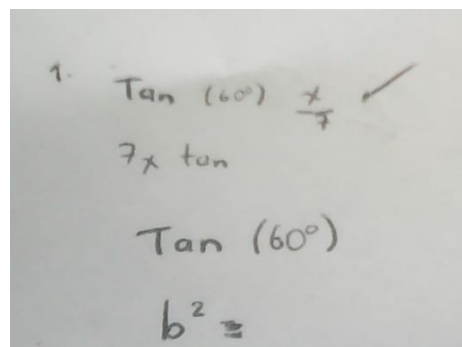 1. Tan (60°) x/7 ✓
7x tan
Tan (60°)
b² =